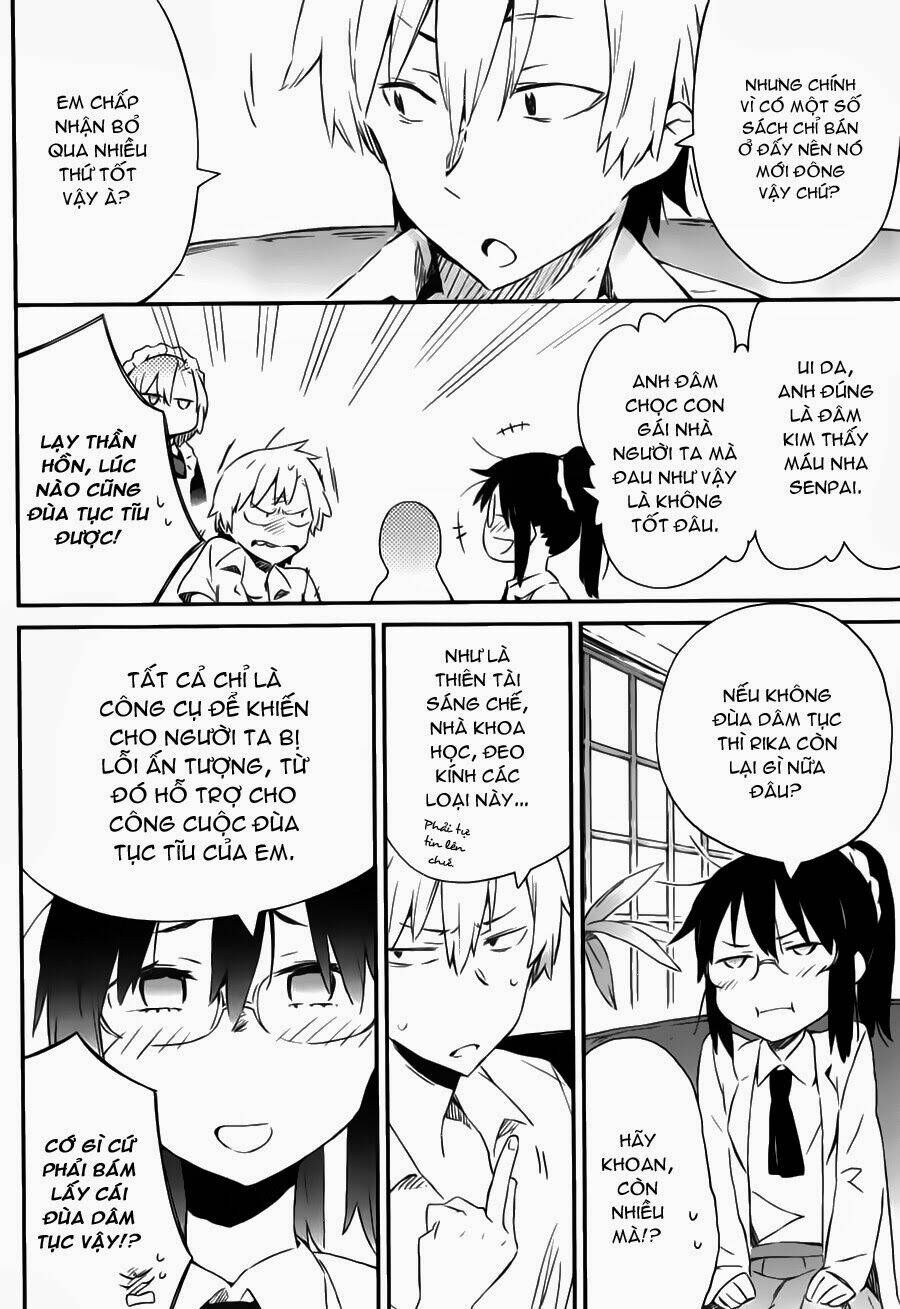 NHƯNG CHÍNH
VÌ CÓ MỘT SỐ
SÁCH CHỈ BÁN
Ở ĐẤY NÊN NÓ
MỚI ĐÔNG
VẬY CHỨ?
EM CHẤP
NHẬN BỎ
QUA NHIỀU
THỨ TỐT
VẬY À?
UI DA,
ANH ĐÚNG
LÀ ĐÂM
KIM THẤY
MÁU NHA
SENPAI.
ANH ĐÂM
CHỌC CON
GÁI NHÀ
NGƯỜI TA MÀ
ĐAU NHƯ VẬY
LÀ KHÔNG
TỐT ĐÂU.
LẠY THẦN
HỒN, LÚC
NÀO CŨNG
ĐÙA TỤC TĨU
ĐƯỢC!
NẾU KHÔNG
ĐÙA DÂM TỤC
THÌ RIKA CÒN
LẠI GÌ NỮA
ĐÂU?
HÃY
KHOAN,
CÒN
NHIỀU
MÀ!?
NHƯ LÀ
THIÊN TÀI
SÁNG CHẾ,
NHÀ KHOA
HỌC, ĐEO
KÍNH CÁC
LOẠI NÀY...
Phải tự
tin lên
chứ.
TẤT CẢ CHỈ LÀ
CÔNG CỤ ĐỂ KHIẾN
CHO NGƯỜI TA BỊ
LỖI ẤN TƯỢNG, TỪ
ĐÓ HỖ TRỢ CHO
CÔNG CUỘC ĐÙA
TỤC TĨU CỦA EM.
CỚ GÌ CỨ
PHẢI BÁM
LẤY CÁI
ĐÙA DÂM
TỤC VẬY!?